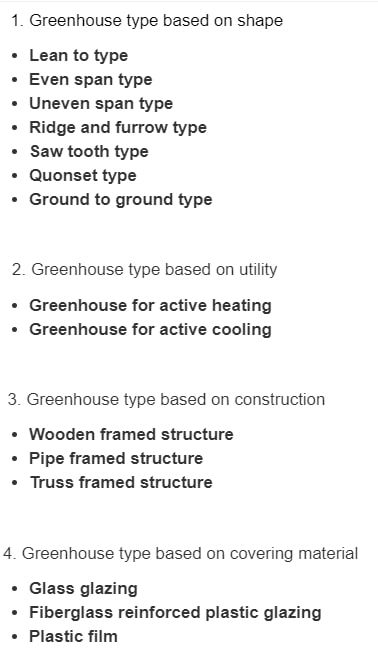 1. Greenhouse type based on shape
• Lean to type
• Even span type
• Uneven span type
• Ridge and furrow type
• Saw tooth type
• Quonset type
• Ground to ground type
2. Greenhouse type based on utility
• Greenhouse for active heating
• Greenhouse for active cooling
3. Greenhouse type based on construction
• Wooden framed structure
• Pipe framed structure
• Truss framed structure
4. Greenhouse type based on covering material
• Glass glazing
• Fiberglass reinforced plastic glazing
• Plastic film